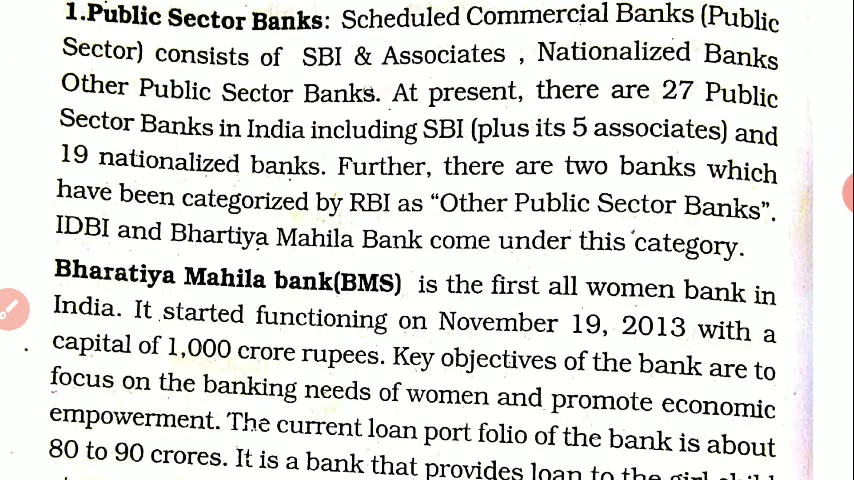 1.Public Sector Banks: Scheduled Commercial Banks (Public
Sector) consists of SBI & Associates , Nationalized Banks
Other Public Sector Banks. At present, there are 27 Public
Sector Banks in India including SBI (plus its 5 associates) and
19 nationalized banks. Further, there are two banks which
have been categorized by RBI as “Other Public Sector Banks”.
IDBI and Bhartiya Mahila Bank come under this category.
Bharatiya Mahila bank(BMS) is the first all women bank in
India. It started functioning on November 19, 2013 with a
capital of 1,000 crore rupees. Key objectives of the bank are to
focus on the banking needs of women and promote economic
empowerment. The current loan port folio of the bank is about
80 to 90 crores. It is a bank that provides loan to the girl child